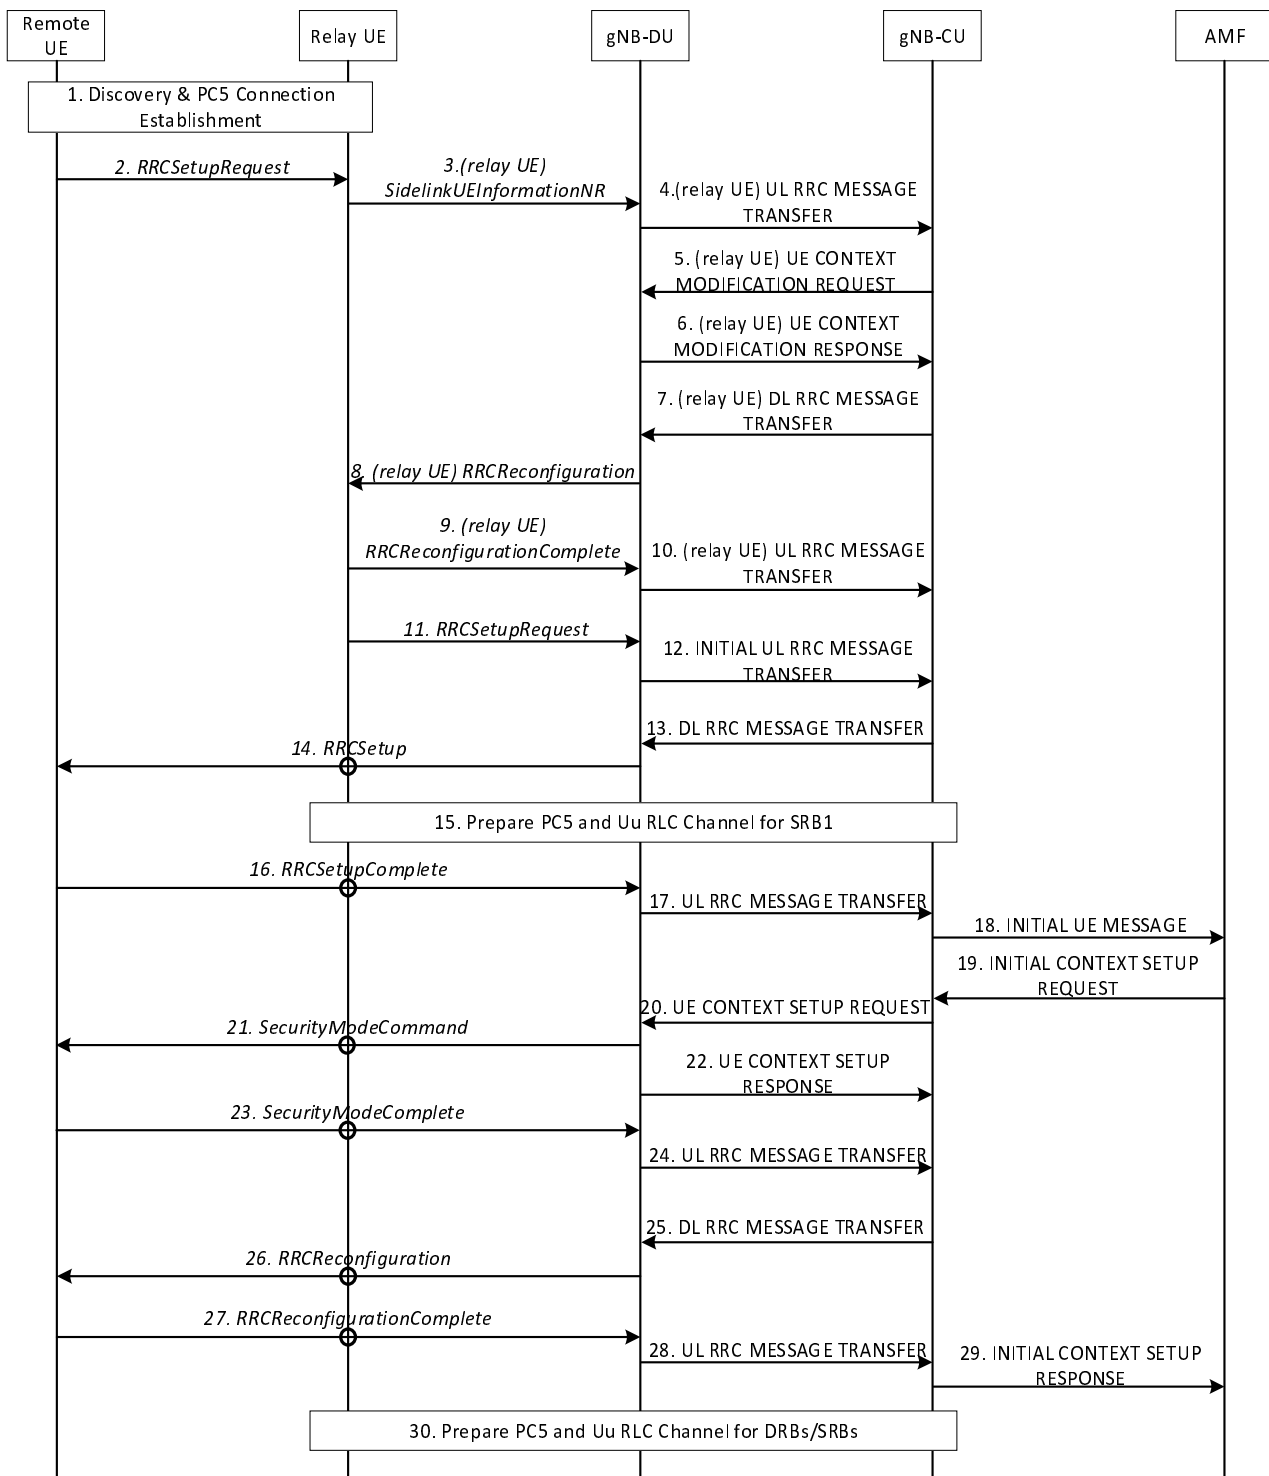 Remote
UE
Relay UE
gNB-DU
gNB-CU
AMF
1. Discovery & PC5 Connection
Establishment
2. RRCSetupRequest
3.(relay UE)
SidelinkUEInformationNR
4.(relay UE) UL RRC MESSAGE
TRANSFER
5. (relay UE) UE CONTEXT
MODIFICATION REQUEST
6. (relay UE) UE CONTEXT
MODIFICATION RESPONSE
7. (relay UE) DL RRC MESSAGE
TRANSFER
8. (relay UE) RRCReconfiguration
9. (relay UE)
RRCReconfigurationComplete
10. (relay UE) UL RRC MESSAGE
TRANSFER
11. RRCSetupRequest
12. INITIAL UL RRC MESSAGE
TRANSFER
13. DL RRC MESSAGE TRANSFER
14. RRCSetup
15. Prepare PC5 and Uu RLC Channel for SRB1
16. RRCSetupComplete
17. UL RRC MESSAGE TRANSFER
18. INITIAL UE MESSAGE
19. INITIAL CONTEXT SETUP
REQUEST
20. UE CONTEXT SETUP REQUEST
21. SecurityModeCommand
22. UE CONTEXT SETUP
RESPONSE
23. SecurityModeComplete
24. UL RRC MESSAGE TRANSFER
25. DL RRC MESSAGE TRANSFER
26. RRCReconfiguration
27. RRCReconfigurationComplete
28. UL RRC MESSAGE TRANSFER
29. INITIAL CONTEXT SETUP
RESPONSE
30. Prepare PC5 and Uu RLC Channel for DRBs/SRBs